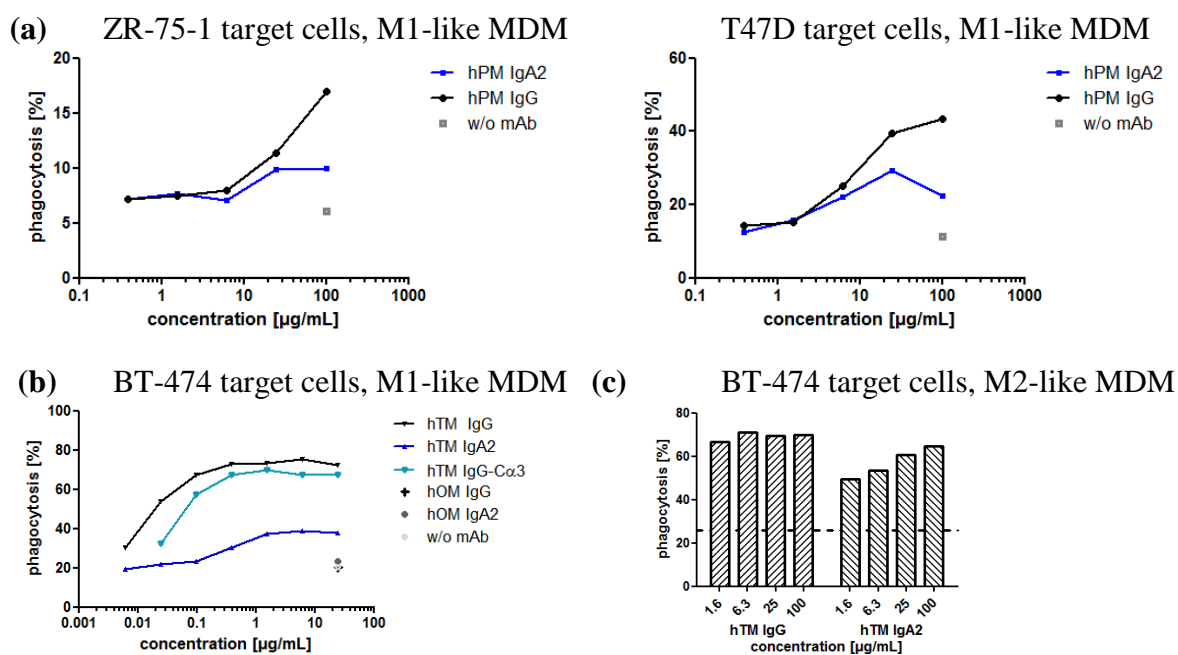 (a) ZR-75-1 target cells, M1-like MDM
phagocytosis [%]
20
15
10
5
0
0.1 1 10 100 1000
concentration [µg/mL]
hPM IgA2
hPM IgG
w/o mAb
T47D target cells, M1-like MDM
phagocytosis [%]
60
40
20
0
0.1 1 10 100 1000
concentration [µg/mL]
hPM IgA2
hPM IgG
w/o mAb
(b) BT-474 target cells, M1-like MDM
phagocytosis [%]
100
80
60
40
20
0
0.001 0.01 0.1 1 10 100
concentration [µg/mL]
hTM IgG
hTM IgA2
hTM IgG-Cα3
hOM IgG
hOM IgA2
w/o mAb
(c) BT-474 target cells, M2-like MDM
phagocytosis [%]
80
60
40
20
0
1.6 6.3 25 100 1.6 6.3 25 100
hTM IgG hTM IgA2
concentration [µg/mL]